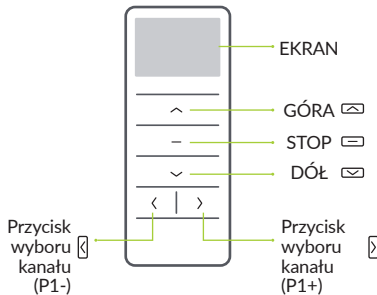 EKRAN
GÓRA
STOP
DÓŁ
Przycisk
wyboru
kanału
(P1-)
Przycisk
wyboru
kanału
(P1+)